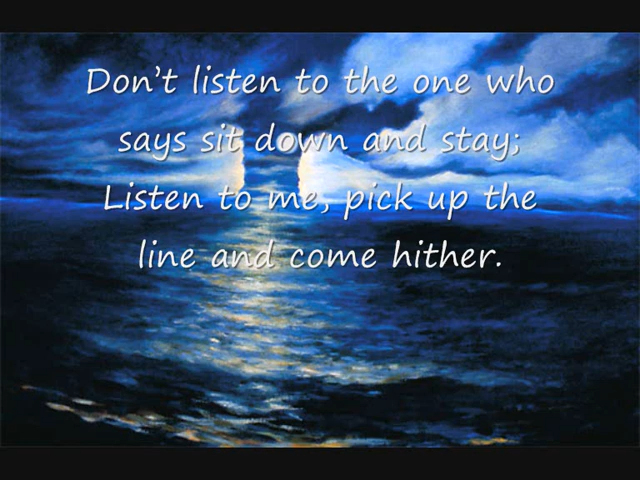 Don't listen to the one who
says sit down and stay;
Listen to me, pick up the
line and come hither.